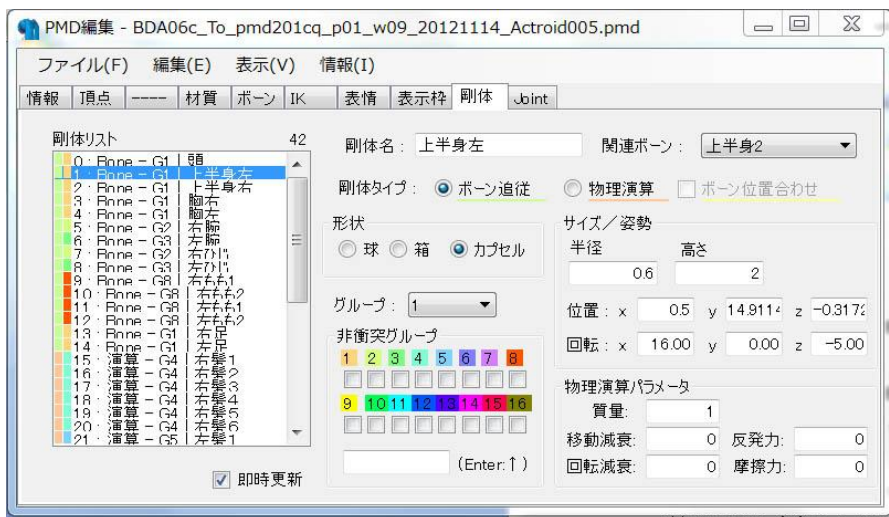 PMD編集 - BDA06c_To_pmd201cq_p01_w09_20121114_Actroid005.pmd
ファイル(F) 編集(E) 表示(V) 情報(I)
情報 頂点 ---- 材質 ボーン IK 表情 表示枠 剛体 Joint
剛体リスト 42
0 : Bone - G1 | 頭
1 : Bone - G1 | 上半身左
2 : Bone - G1 | 上半身右
3 : Bone - G1 | 胸右
4 : Bone - G1 | 胸左
5 : Bone - G2 | 右腕
6 : Bone - G3 | 左腕
7 : Bone - G2 | 右ひじ
8 : Bone - G3 | 左ひじ
9 : Bone - G8 | 右もも1
10 : Bone - G8 | 右もも2
11 : Bone - G8 | 左もも1
12 : Bone - G8 | 左もも2
13 : Bone - G1 | 右足
14 : Bone - G1 | 左足
15 : 演算 - G4 | 右髪1
16 : 演算 - G4 | 右髪2
17 : 演算 - G4 | 右髪3
18 : 演算 - G4 | 右髪4
19 : 演算 - G4 | 右髪5
20 : 演算 - G4 | 右髪6
21 : 演算 - G5 | 左髪1
即時更新
剛体名 : 上半身左 関連ボーン : 上半身2
剛体タイプ : ボーン追従 物理演算 ボーン位置合わせ
形状
球 箱 カプセル
グループ : 1
非衝突グループ
1 2 3 4 5 6 7 8
9 10 11 12 13 14 15 16
(Enter:↑)
サイズ/姿勢
半径 高さ
0.6 2
位置 : x 0.5 y 14.9114 z -0.3172
回転 : x 16.00 y 0.00 z -5.00
物理演算パラメータ
質量: 1
移動減衰: 0 反発力: 0
回転減衰: 0 摩擦力: 0